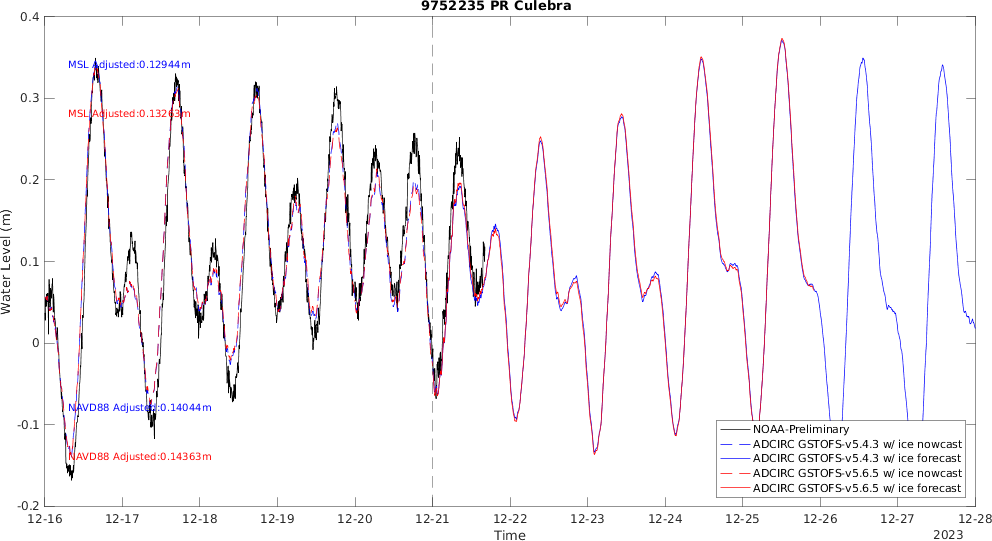 9752235 PR Culebra
0.4
0.3
0.2
0.1
0
-0.1
-0.2
Water Level (m)
MSL Adjusted:0.12944m
MSL Adjusted:0.13263m
NAVD88 Adjusted:0.14044m
NAVD88 Adjusted:0.14363m
NOAA-Preliminary
ADCIRC GSTOFS-v5.4.3 w/ ice nowcast
ADCIRC GSTOFS-v5.4.3 w/ ice forecast
ADCIRC GSTOFS-v5.6.5 w/ ice nowcast
ADCIRC GSTOFS-v5.6.5 w/ ice forecast
12-16 12-17 12-18 12-19 12-20 12-21 12-22 12-23 12-24 12-25 12-26 12-27 12-28
Time
2023